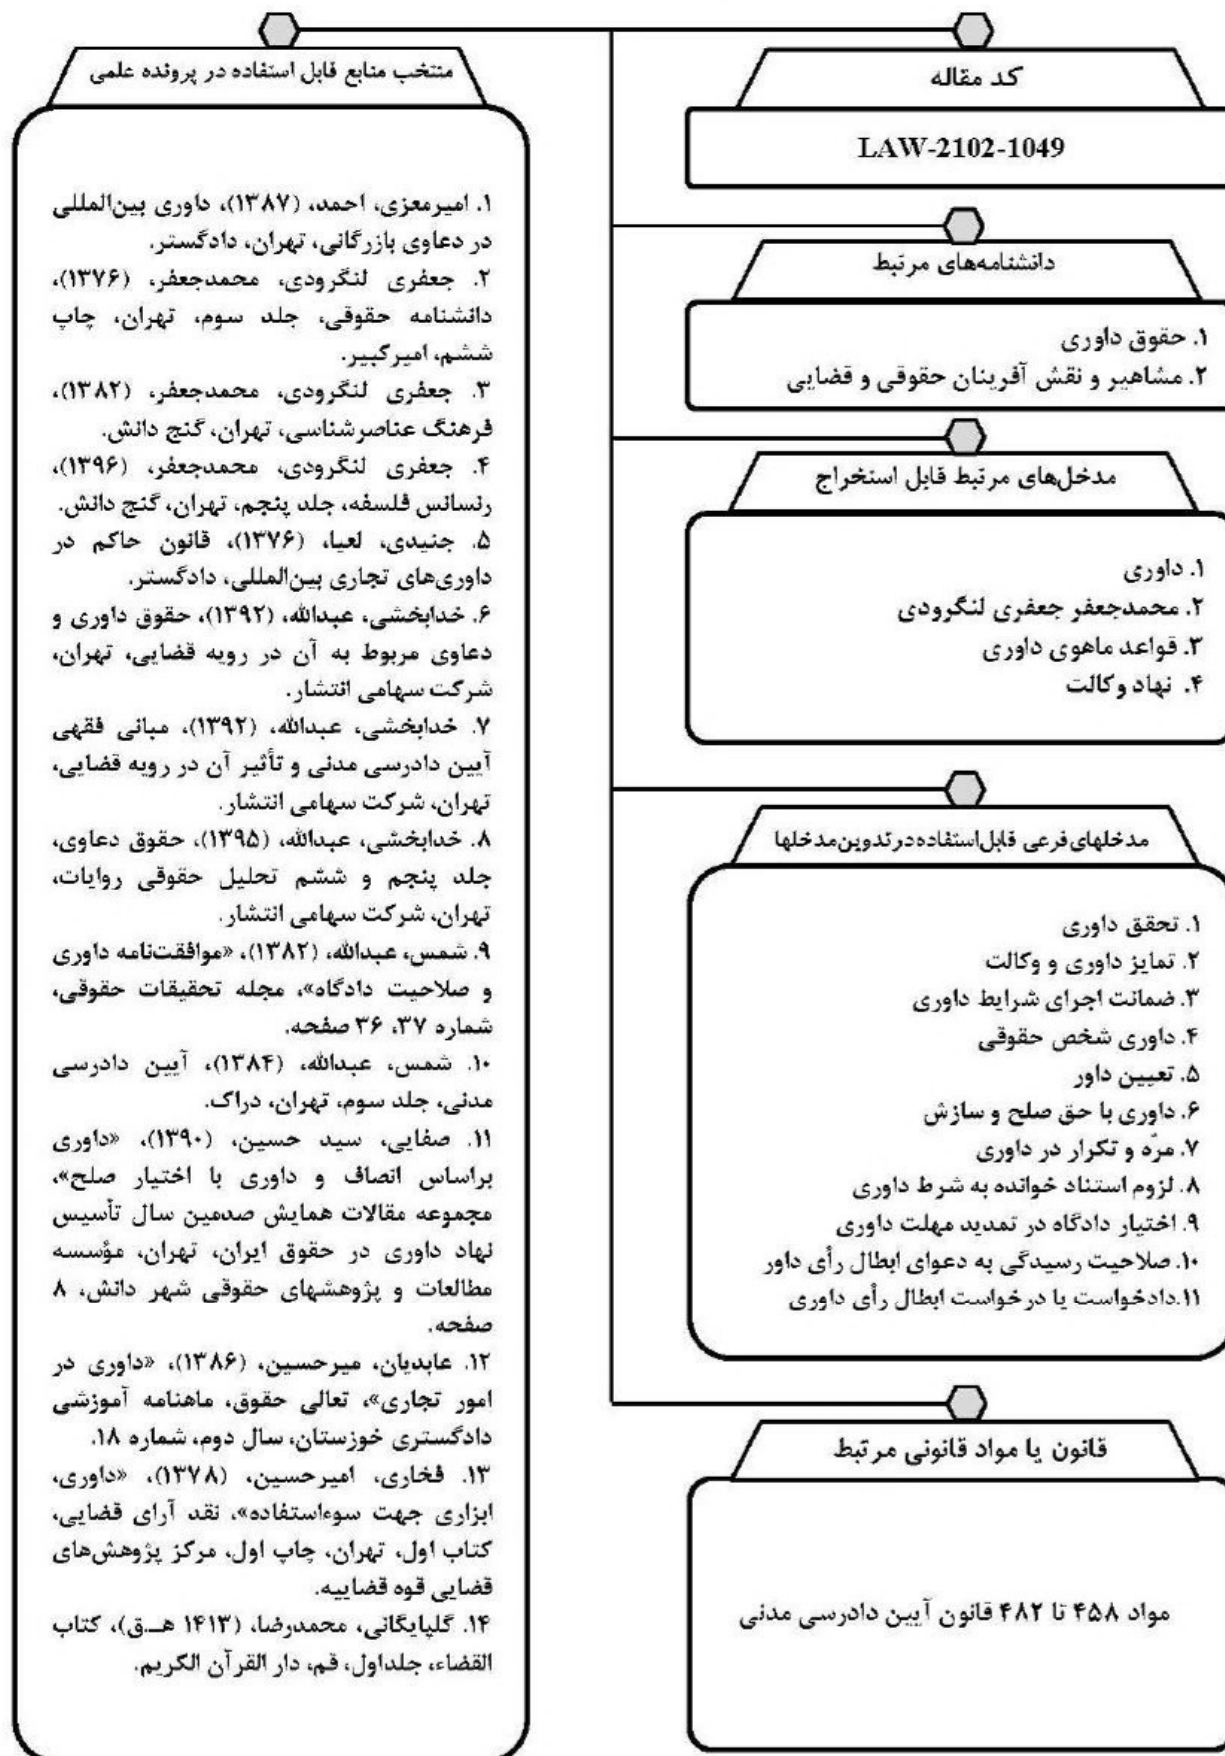 کد مقاله
LAW-2102-1049
دانشنامه‌های مرتبط
۱. حقوق داوری
۲. مشاهیر و نقش آفرینان حقوقی و قضایی
مدخل‌های مرتبط قابل استخراج
۱. داوری
۲. محمدجعفر جعفری لنگرودی
۳. قواعد ماهوی داوری
۴. نهاد وکالت
مدخلهای فرعی قابل‌استفاده در تدوین مدخلها
۱. تحقق داوری
۲. تمایز داوری و وکالت
۳. ضمانت اجرای شرایط داوری
۴. داوری شخص حقوقی
۵. تعیین داور
۶. داوری با حق صلح و سازش
۷. مرّه و تکرار در داوری
۸. لزوم استناد خوانده به شرط داوری
۹. اختیار دادگاه در تمدید مهلت داوری
۱۰. صلاحیت رسیدگی به دعوای ابطال رأی داور
۱۱.دادخواست یا درخواست ابطال رأی داوری
قانون یا مواد قانونی مرتبط
مواد ۴۵۸ تا ۴۸۲ قانون آیین دادرسی مدنی
منتخب منابع قابل استفاده در پرونده علمی
۱. امیرمعزی، احمد، (۱۳۸۷)، داوری بین‌المللی
در دعاوی بازرگانی، تهران، دادگستر.
۲. جعفری لنگرودی، محمدجعفر، (۱۳۷۶)،
دانشنامه حقوقی، جلد سوم، تهران، چاپ
ششم، امیرکبیر.
۳. جعفری لنگرودی، محمدجعفر، (۱۳۸۲)،
فرهنگ عناصرشناسی، تهران، گنج دانش.
۴. جعفری لنگرودی، محمدجعفر، (۱۳۹۶)،
رنسانس فلسفه، جلد پنجم، تهران، گنج دانش.
۵. جنیدی، لعیا، (۱۳۷۶)، قانون حاکم در
داوری‌های تجاری بین‌المللی، دادگستر.
۶. خدابخشی، عبدالله، (۱۳۹۲)، حقوق داوری و
دعاوی مربوط به آن در رویه قضایی، تهران،
شرکت سهامی انتشار.
۷. خدابخشی، عبدالله، (۱۳۹۲)، مبانی فقهی
آیین دادرسی مدنی و تأثیر آن در رویه قضایی،
تهران، شرکت سهامی انتشار.
۸. خدابخشی، عبدالله، (۱۳۹۵)، حقوق دعاوی،
جلد پنجم و ششم تحلیل حقوقی روایات،
تهران، شرکت سهامی انتشار.
۹. شمس، عبدالله، (۱۳۸۲)، «موافقت‌نامه داوری
و صلاحیت دادگاه»، مجله تحقیقات حقوقی،
شماره ۳۷، ۳۶ صفحه.
۱۰. شمس، عبدالله، (۱۳۸۴)، آیین دادرسی
مدنی، جلد سوم، تهران، دراک.
۱۱. صفایی، سید حسین، (۱۳۹۰)، «داوری
براساس انصاف و داوری با اختیار صلح»،
مجموعه مقالات همایش صدمین سال تأسیس
نهاد داوری در حقوق ایران، تهران، مؤسسه
مطالعات و پژوهشهای حقوقی شهر دانش، ۸
صفحه.
۱۲. عابدیان، میرحسین، (۱۳۸۶)، «داوری در
امور تجاری»، تعالی حقوق، ماهنامه آموزشی
دادگستری خوزستان، سال دوم، شماره ۱۸.
۱۳. فخاری، امیرحسین، (۱۳۷۸)، «داوری،
ابزاری جهت سوءاستفاده»، نقد آرای قضایی،
کتاب اول، تهران، چاپ اول، مرکز پژوهش‌های
قضایی قوه قضاییه.
۱۴. گلپایگانی، محمدرضا، (۱۴۱۳ هــ.ق)، کتاب
القضاء، جلداول، قم، دار القرآن الکریم.